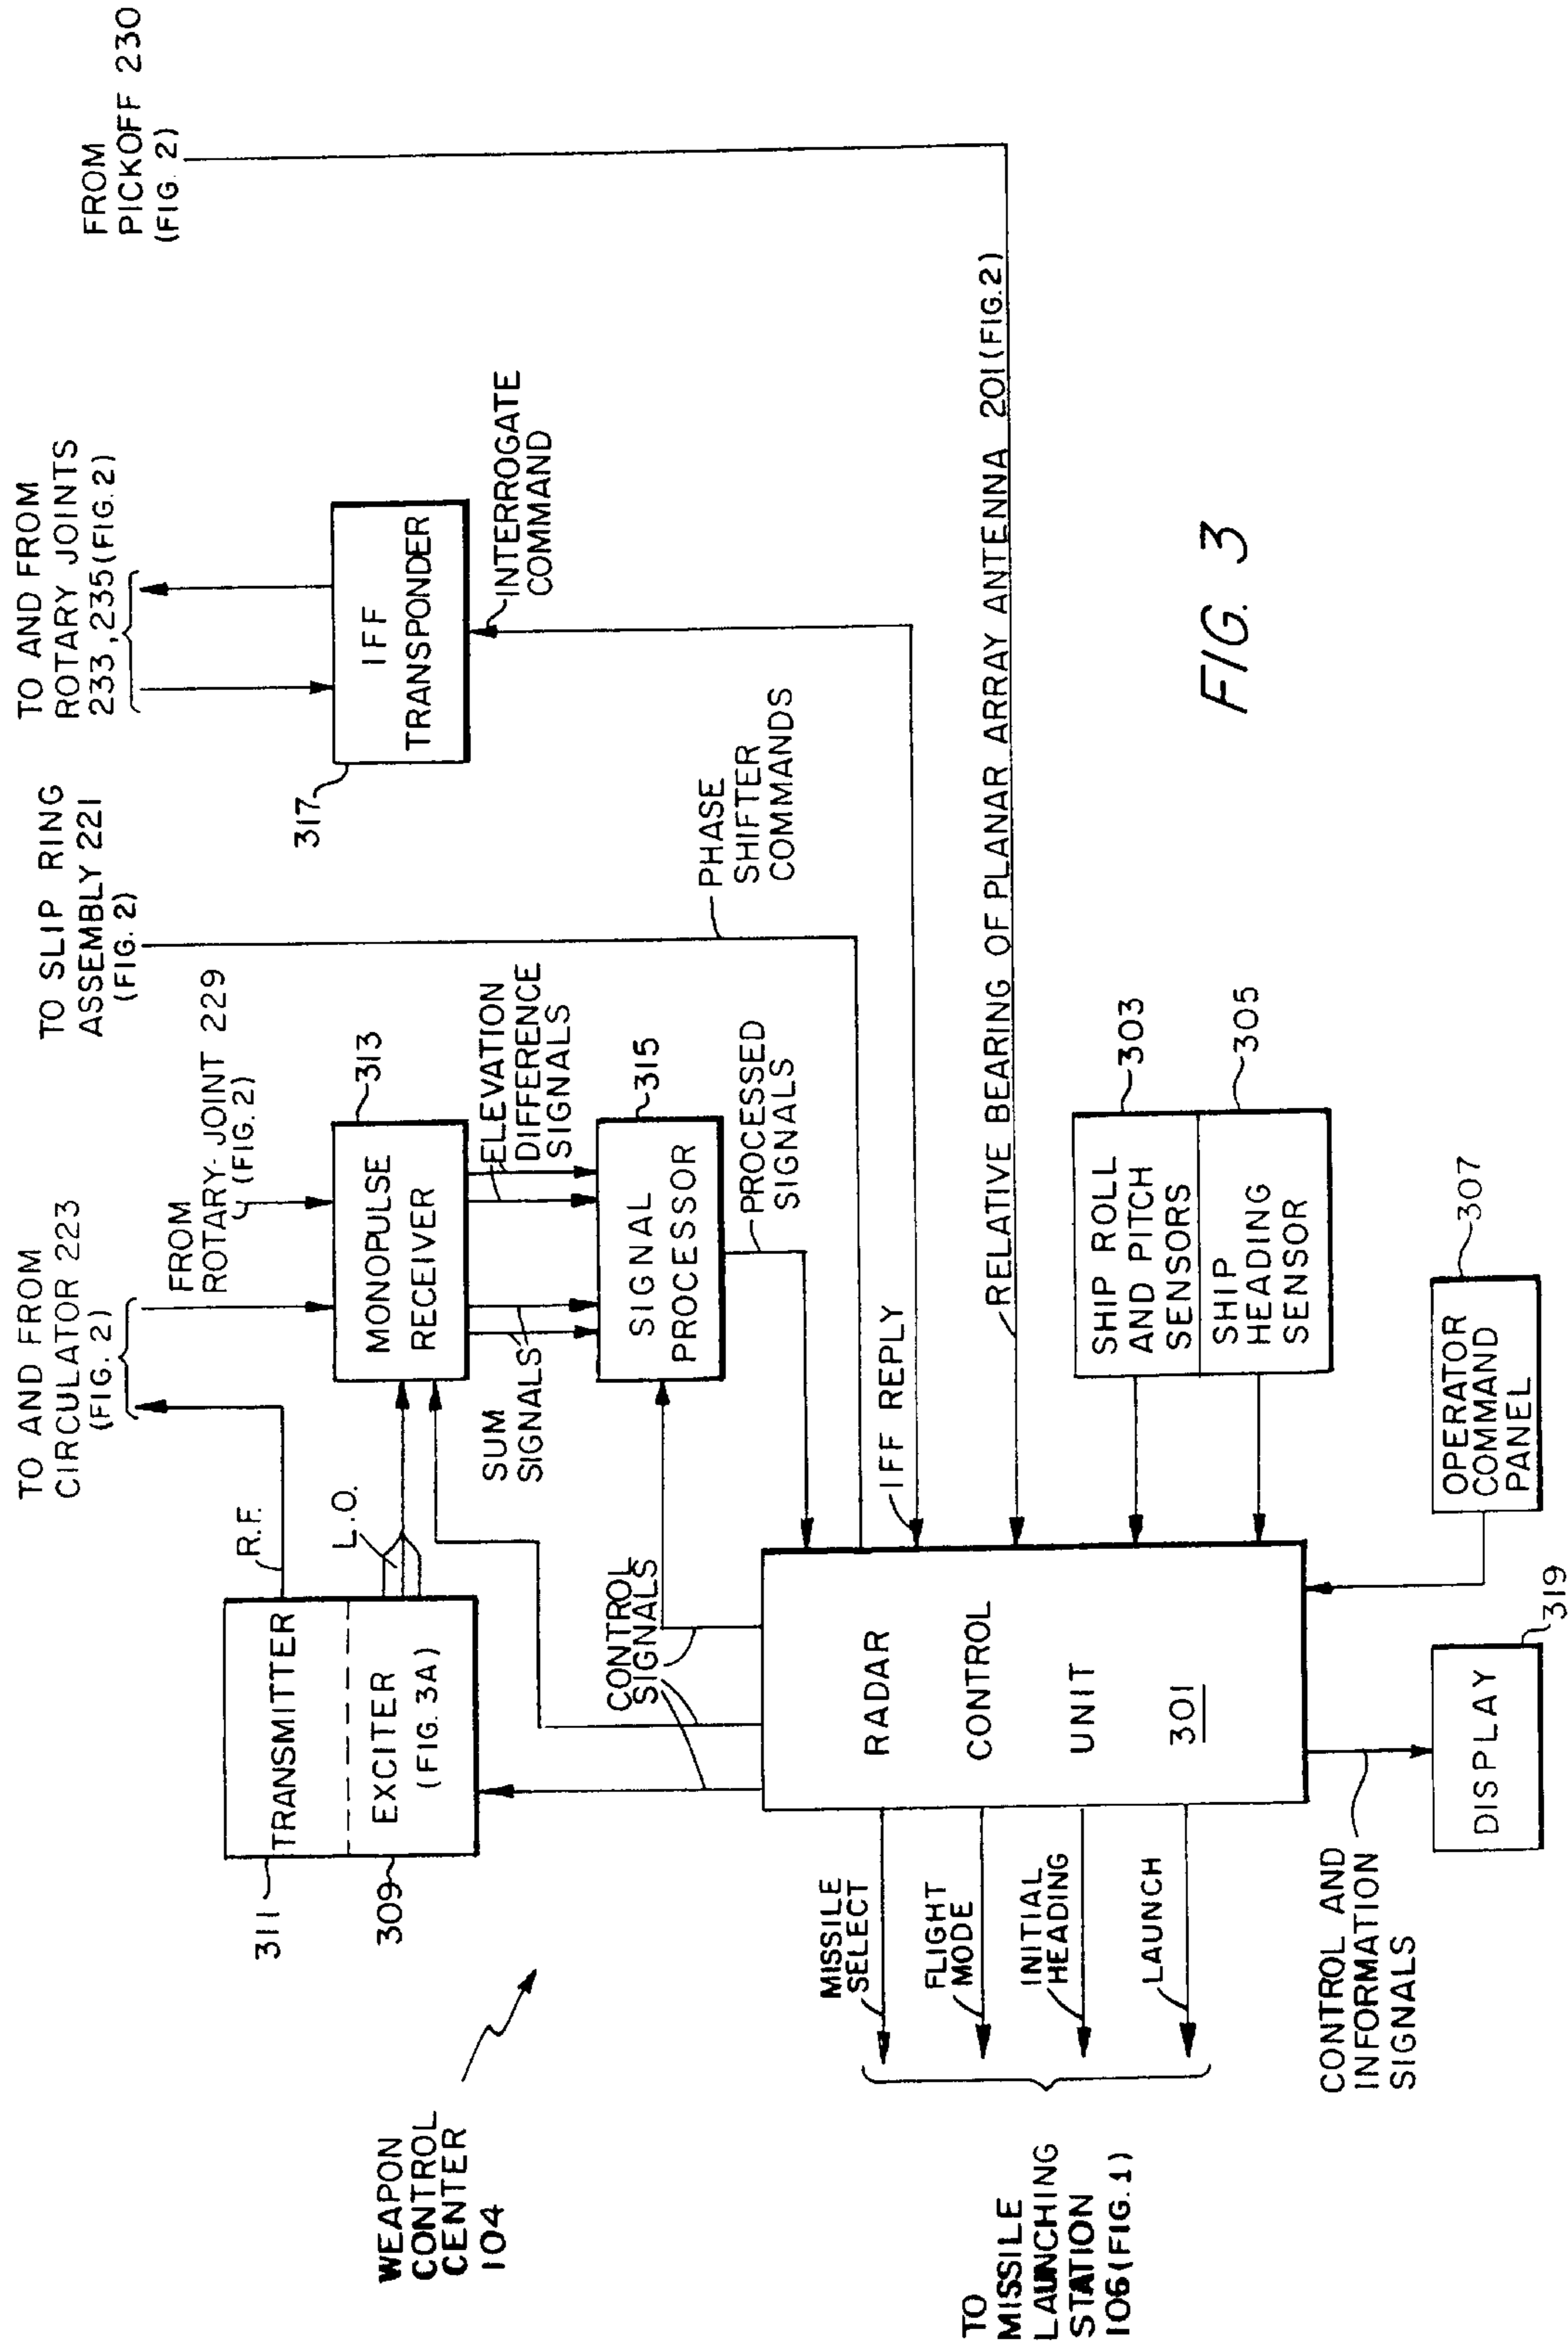 TO AND FROM
CIRCULATOR 223
(FIG. 2)
FROM
ROTARY-JOINT 229
(FIG.2)
TO SLIP RING
ASSEMBLY 221
(FIG. 2)
TO AND FROM
ROTARY JOINTS
233,235(FIG.2)
FROM
PICKOFF 230
(FIG. 2)
WEAPON
CONTROL
CENTER
104
311
TRANSMITTER
309
EXCITER
(FIG. 3A)
R.F.
L.O.
MONOPULSE
RECEIVER
313
SUM
SIGNALS
ELEVATION
DIFFERENCE
SIGNALS
SIGNAL
PROCESSOR
315
PROCESSED
SIGNALS
CONTROL
SIGNALS
PHASE
SHIFTER
COMMANDS
317
IFF
TRANSPONDER
INTERROGATE
COMMAND
IFF REPLY
RELATIVE BEARING OF PLANAR ARRAY ANTENNA 201(FIG.2)
RADAR
CONTROL
UNIT
301
MISSILE
SELECT
FLIGHT
MODE
INITIAL
HEADING
LAUNCH
TO
MISSILE
LAUNCHING
STATION
106(FIG.1)
SHIP ROLL
AND PITCH
SENSORS
303
SHIP
HEADING
SENSOR
305
OPERATOR
COMMAND
PANEL
307
CONTROL AND
INFORMATION
SIGNALS
DISPLAY
319
FIG. 3